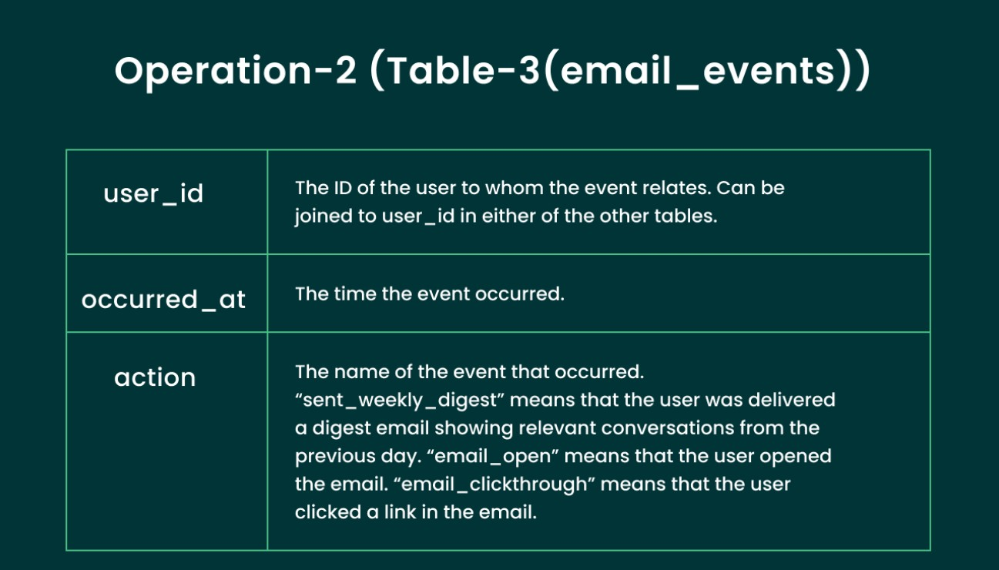 Operation-2 (Table-3(email_events))
user_id
The ID of the user to whom the event relates. Can be
joined to user_id in either of the other tables.
occurred_at
The time the event occurred.
action
The name of the event that occurred.
“sent_weekly_digest” means that the user was delivered
a digest email showing relevant conversations from the
previous day. “email_open” means that the user opened
the email. “email_clickthrough” means that the user
clicked a link in the email.